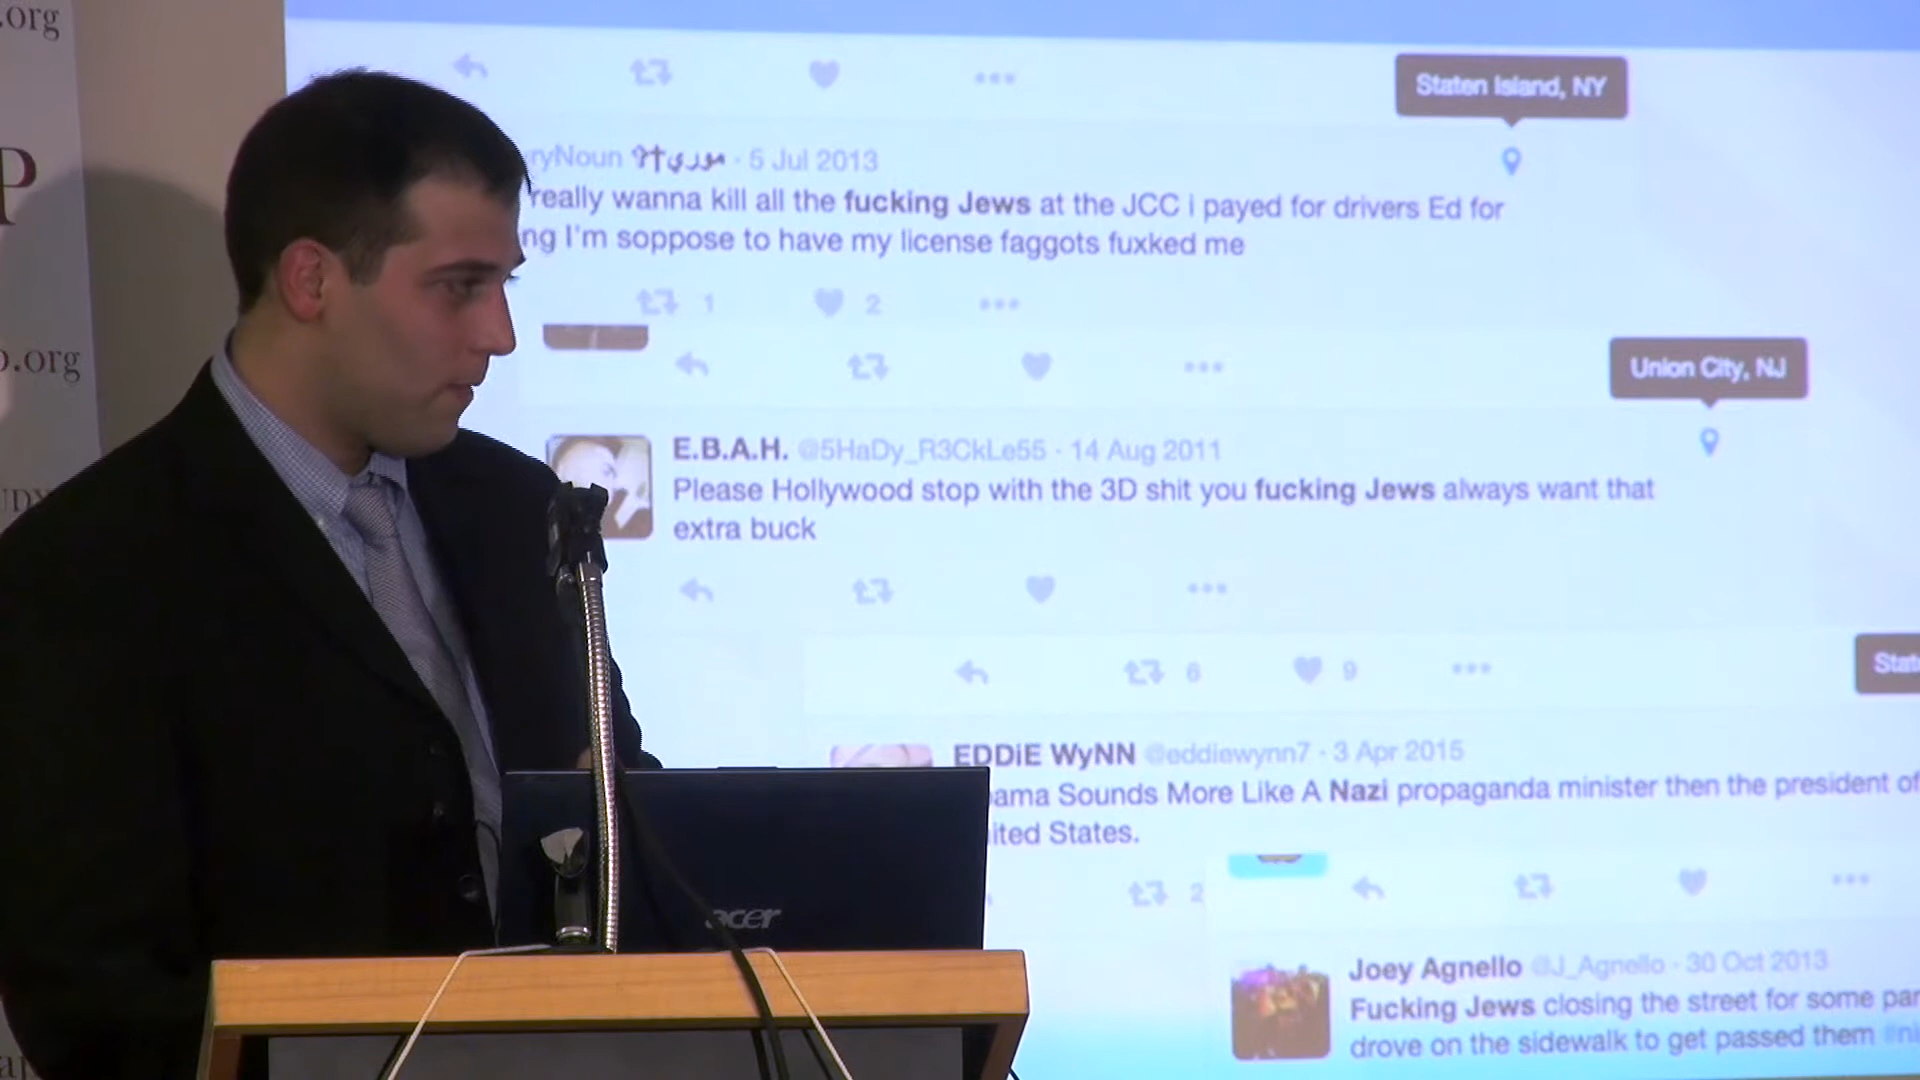 .org
P
o.org
UDY
Staten Island, NY
ryNoun موري†؟ · 5 Jul 2013
really wanna kill all the fucking Jews at the JCC i payed for drivers Ed for
ng I'm soppose to have my license faggots fuxked me
1 2
Union City, NJ
E.B.A.H. @5HaDy_R3CkLe55 · 14 Aug 2011
Please Hollywood stop with the 3D shit you fucking Jews always want that
extra buck
6 9
Stat
EDDiE WyNN @eddiewynn7 · 3 Apr 2015
bama Sounds More Like A Nazi propaganda minister then the president of
ited States.
2
Joey Agnello @J_Agnello · 30 Oct 2013
Fucking Jews closing the street for some par
drove on the sidewalk to get passed them #ni
acer